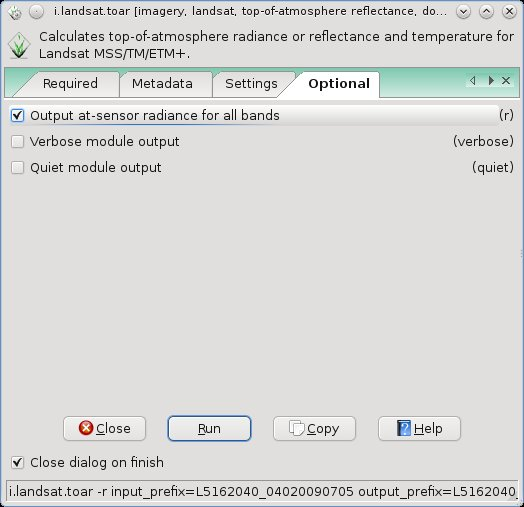 i.landsat.toar [imagery, landsat, top-of-atmosphere reflectance, do...
Calculates top-of-atmosphere radiance or reflectance and temperature for
Landsat MSS/TM/ETM+.
Required Metadata Settings Optional
Output at-sensor radiance for all bands (r)
Verbose module output (verbose)
Quiet module output (quiet)
Close Run Copy Help
Close dialog on finish
i.landsat.toar -r input_prefix=L5162040_04020090705 output_prefix=L5162040_